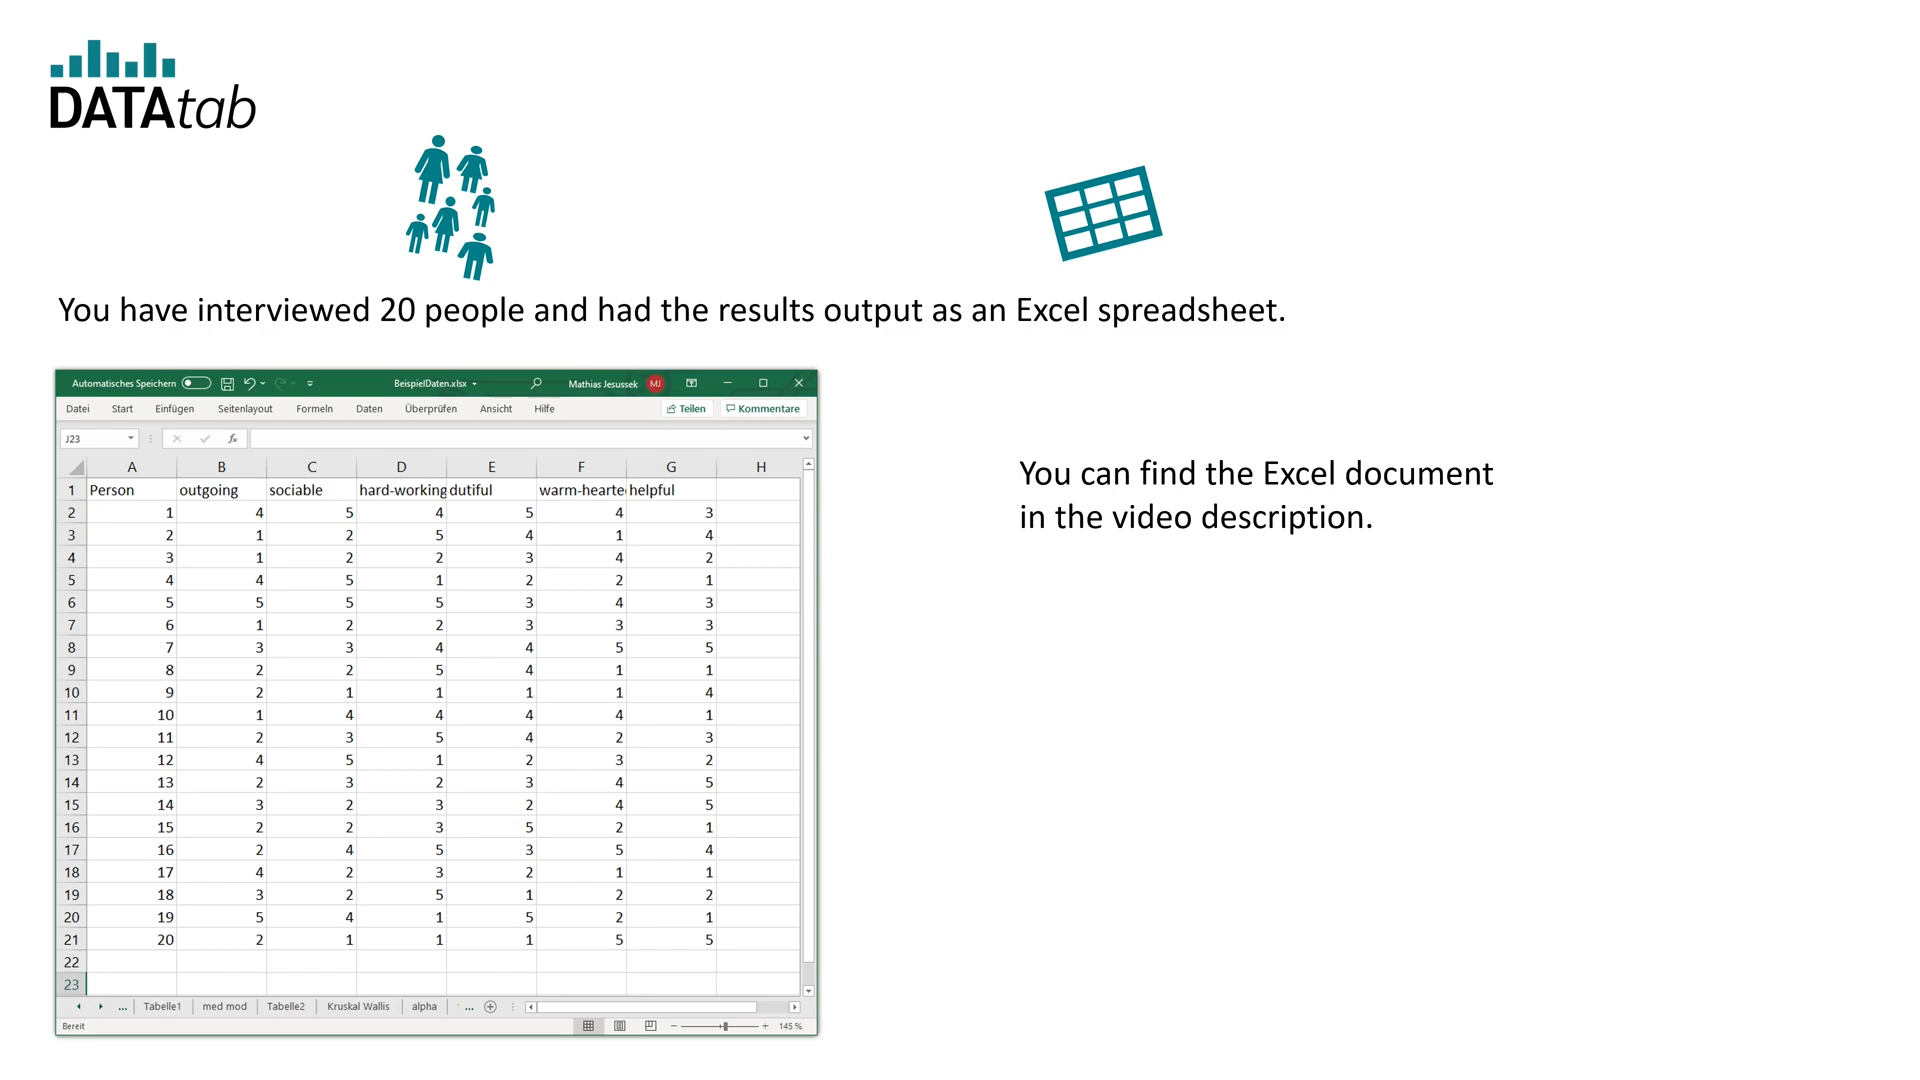 DATAtab
You have interviewed 20 people and had the results output as an Excel spreadsheet.
Automatisches Speichern BeispielDaten.xlsx Mathias Jesussek MJ
Datei Start Einfügen Seitenlayout Formeln Daten Überprüfen Ansicht Hilfe Teilen Kommentare
J23 fx
A B C D E F G H
1 Person outgoing sociable hard-working dutiful warm-hearte helpful
2 1 4 5 4 5 4 3
3 2 1 2 5 4 1 4
4 3 1 2 2 3 4 2
5 4 4 5 1 2 2 1
6 5 5 5 5 3 4 3
7 6 1 2 2 3 3 3
8 7 3 3 4 4 5 5
9 8 2 2 5 4 1 1
10 9 2 1 1 1 1 4
11 10 1 4 4 4 4 1
12 11 2 3 5 4 2 3
13 12 4 5 1 2 3 2
14 13 2 3 2 3 4 5
15 14 3 2 3 2 4 5
16 15 2 2 3 5 2 1
17 16 2 4 5 3 5 4
18 17 4 2 3 2 1 1
19 18 3 2 5 1 2 2
20 19 5 4 1 5 2 1
21 20 2 1 1 1 5 5
22
23
... Tabelle1 med mod Tabelle2 Kruskal Wallis alpha ...
Bereit 145 %
You can find the Excel document
in the video description.